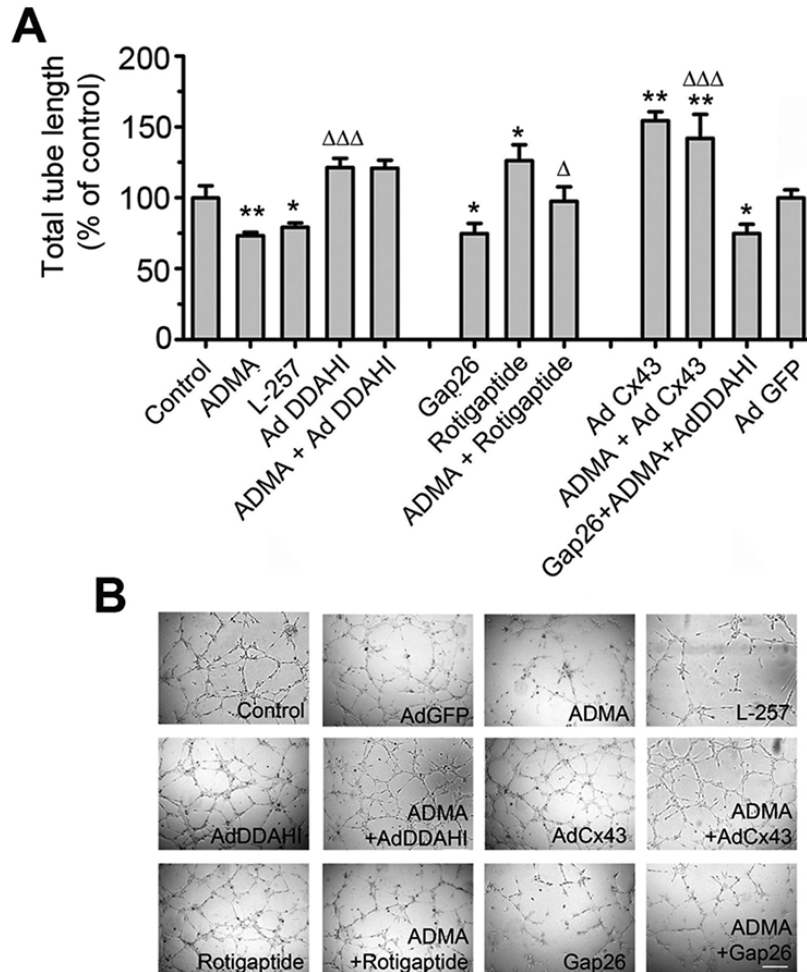 A
Total tube length
(% of control)
200
150
100
50
0
**
*
ΔΔΔ
*
*
Δ
**
ΔΔΔ
**
*
Control
ADMA
L-257
Ad DDAHI
ADMA + Ad DDAHI
Gap26
Rotigaptide
ADMA + Rotigaptide
Ad Cx43
ADMA + Ad Cx43
Gap26+ADMA+AdDDAHI
Ad GFP
B
Control
AdGFP
ADMA
L-257
AdDDAHI
ADMA
+AdDDAHI
AdCx43
ADMA
+AdCx43
Rotigaptide
ADMA
+Rotigaptide
Gap26
ADMA
+Gap26